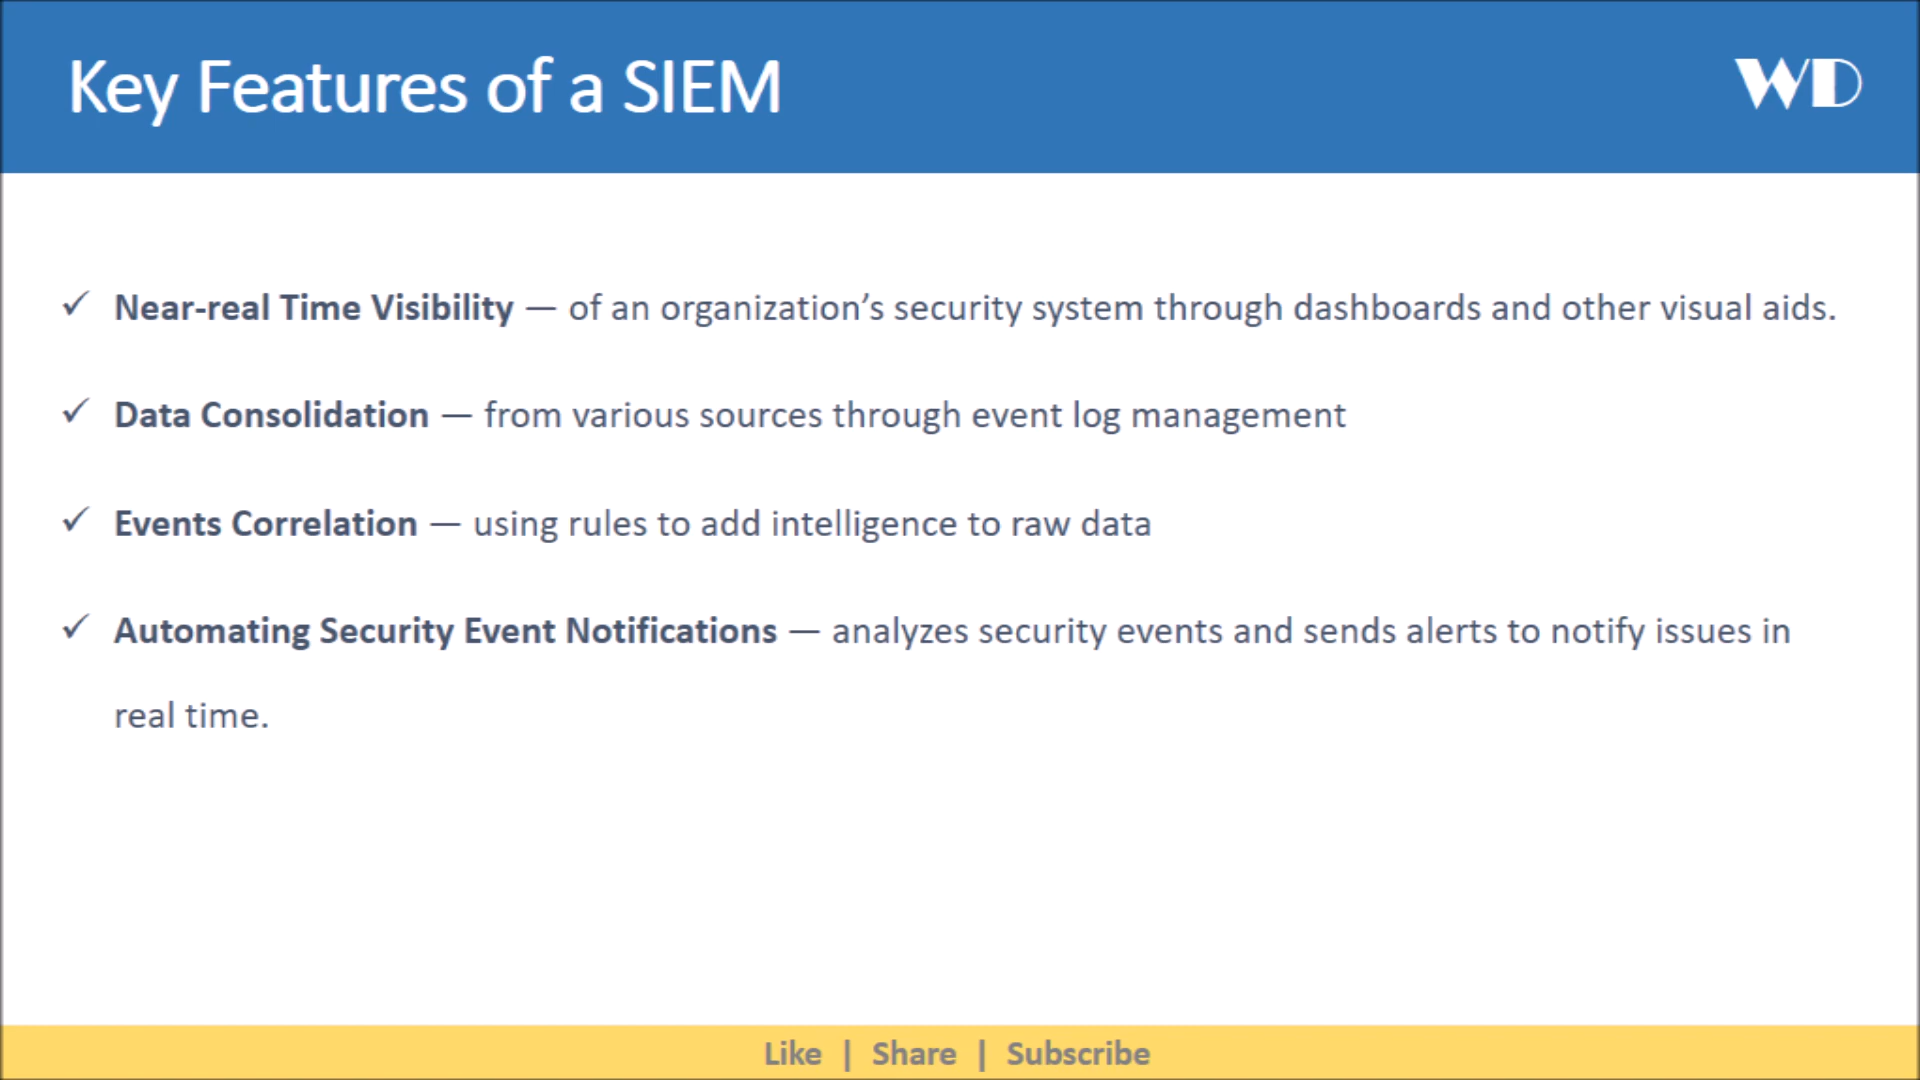 Key Features of a SIEM
WD
✓ Near-real Time Visibility — of an organization’s security system through dashboards and other visual aids.
✓ Data Consolidation — from various sources through event log management
✓ Events Correlation — using rules to add intelligence to raw data
✓ Automating Security Event Notifications — analyzes security events and sends alerts to notify issues in
real time.
Like | Share | Subscribe